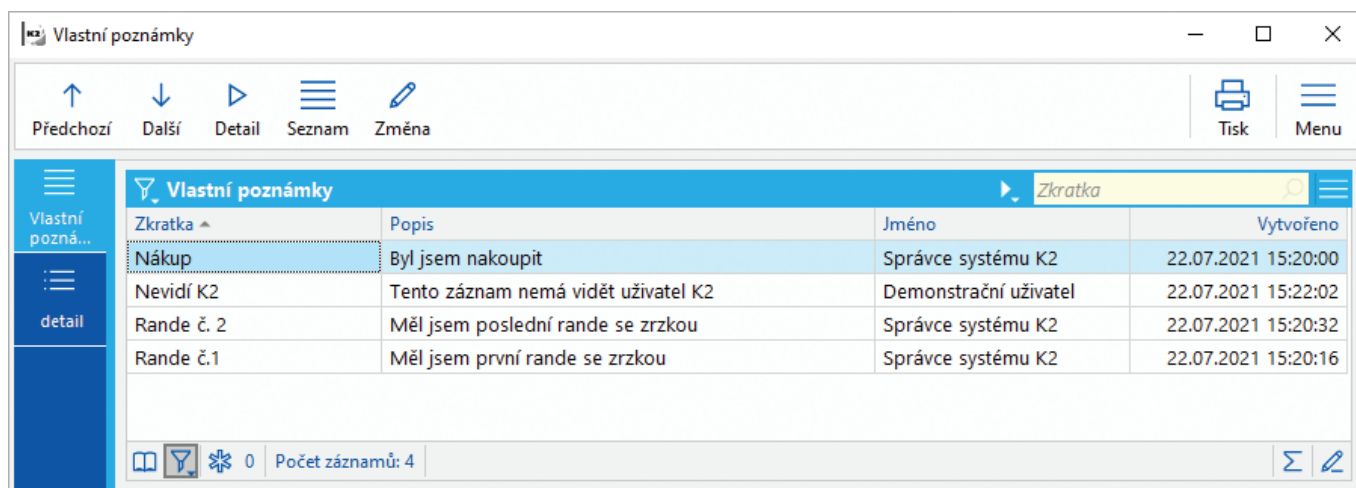 K2 Vlastní poznámky
Předchozí Další Detail Seznam Změna Tisk Menu
Vlastní pozná...
detail
Vlastní poznámky Zkratka
Zkratka Popis Jméno Vytvořeno
Nákup Byl jsem nakoupit Správce systému K2 22.07.2021 15:20:00
Nevidí K2 Tento záznam nemá vidět uživatel K2 Demonstrační uživatel 22.07.2021 15:22:02
Rande č. 2 Měl jsem poslední rande se zrzkou Správce systému K2 22.07.2021 15:20:32
Rande č.1 Měl jsem první rande se zrzkou Správce systému K2 22.07.2021 15:20:16
0 Počet záznamů: 4